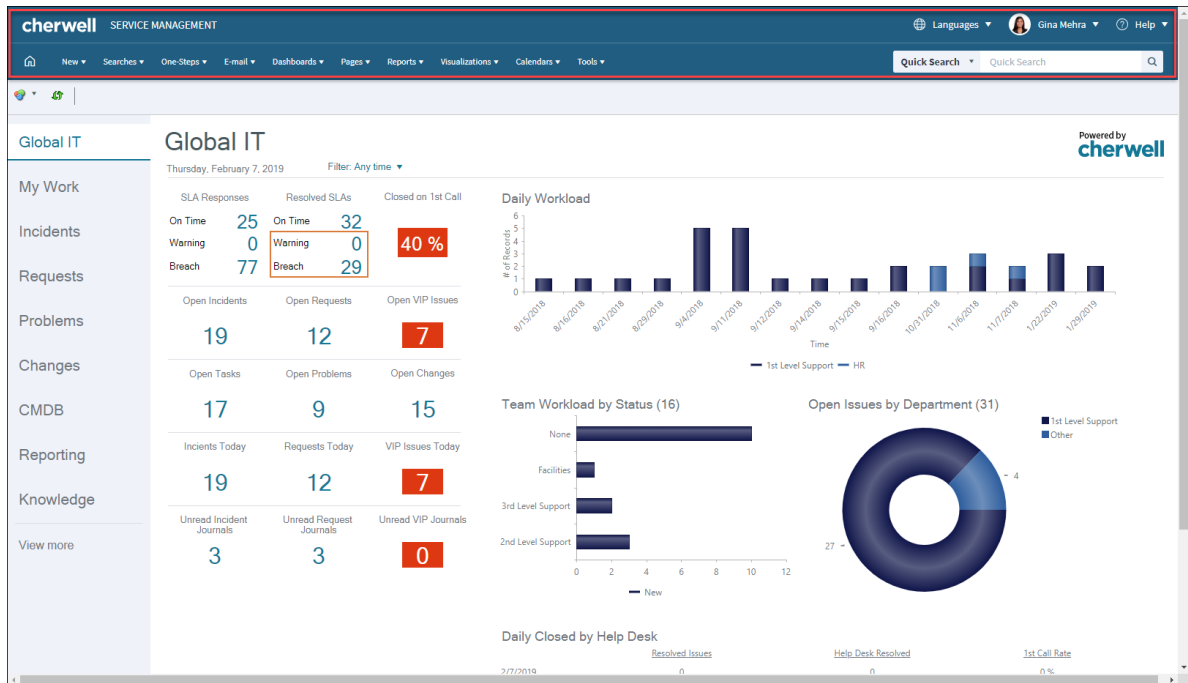 cherwell SERVICE MANAGEMENT Languages Gina Mehra Help
New Searches One-Steps E-mail Dashboards Pages Reports Visualizations Calendars Tools Quick Search Quick Search
Global IT
My Work
Incidents
Requests
Problems
Changes
CMDB
Reporting
Knowledge
View more
Global IT
Thursday, February 7, 2019 Filter: Any time
Powered by
cherwell
SLA Responses Resolved SLAs Closed on 1st Call
On Time 25 On Time 32
Warning 0 Warning 0 40 %
Breach 77 Breach 29
Open Incidents Open Requests Open VIP Issues
19 12 7
Open Tasks Open Problems Open Changes
17 9 15
Incients Today Requests Today VIP Issues Today
19 12 7
Unread Incident Unread Request Unread VIP Journals
Journals Journals
3 3 0
Daily Workload
# of Records
6
5
4
3
2
1
0
8/15/2018 8/16/2018 8/21/2018 8/29/2018 9/4/2018 9/11/2018 9/12/2018 9/14/2018 9/15/2018 9/16/2018 10/31/2018 11/6/2018 11/7/2018 1/22/2019 1/29/2019
Time
1st Level Support HR
Team Workload by Status (16)
None
Facilities
3rd Level Support
2nd Level Support
0 2 4 6 8 10 12
New
Open Issues by Department (31)
1st Level Support
Other
4
27
Daily Closed by Help Desk
Resolved Issues Help Desk Resolved 1st Call Rate
2/7/2019 0 0 0 %